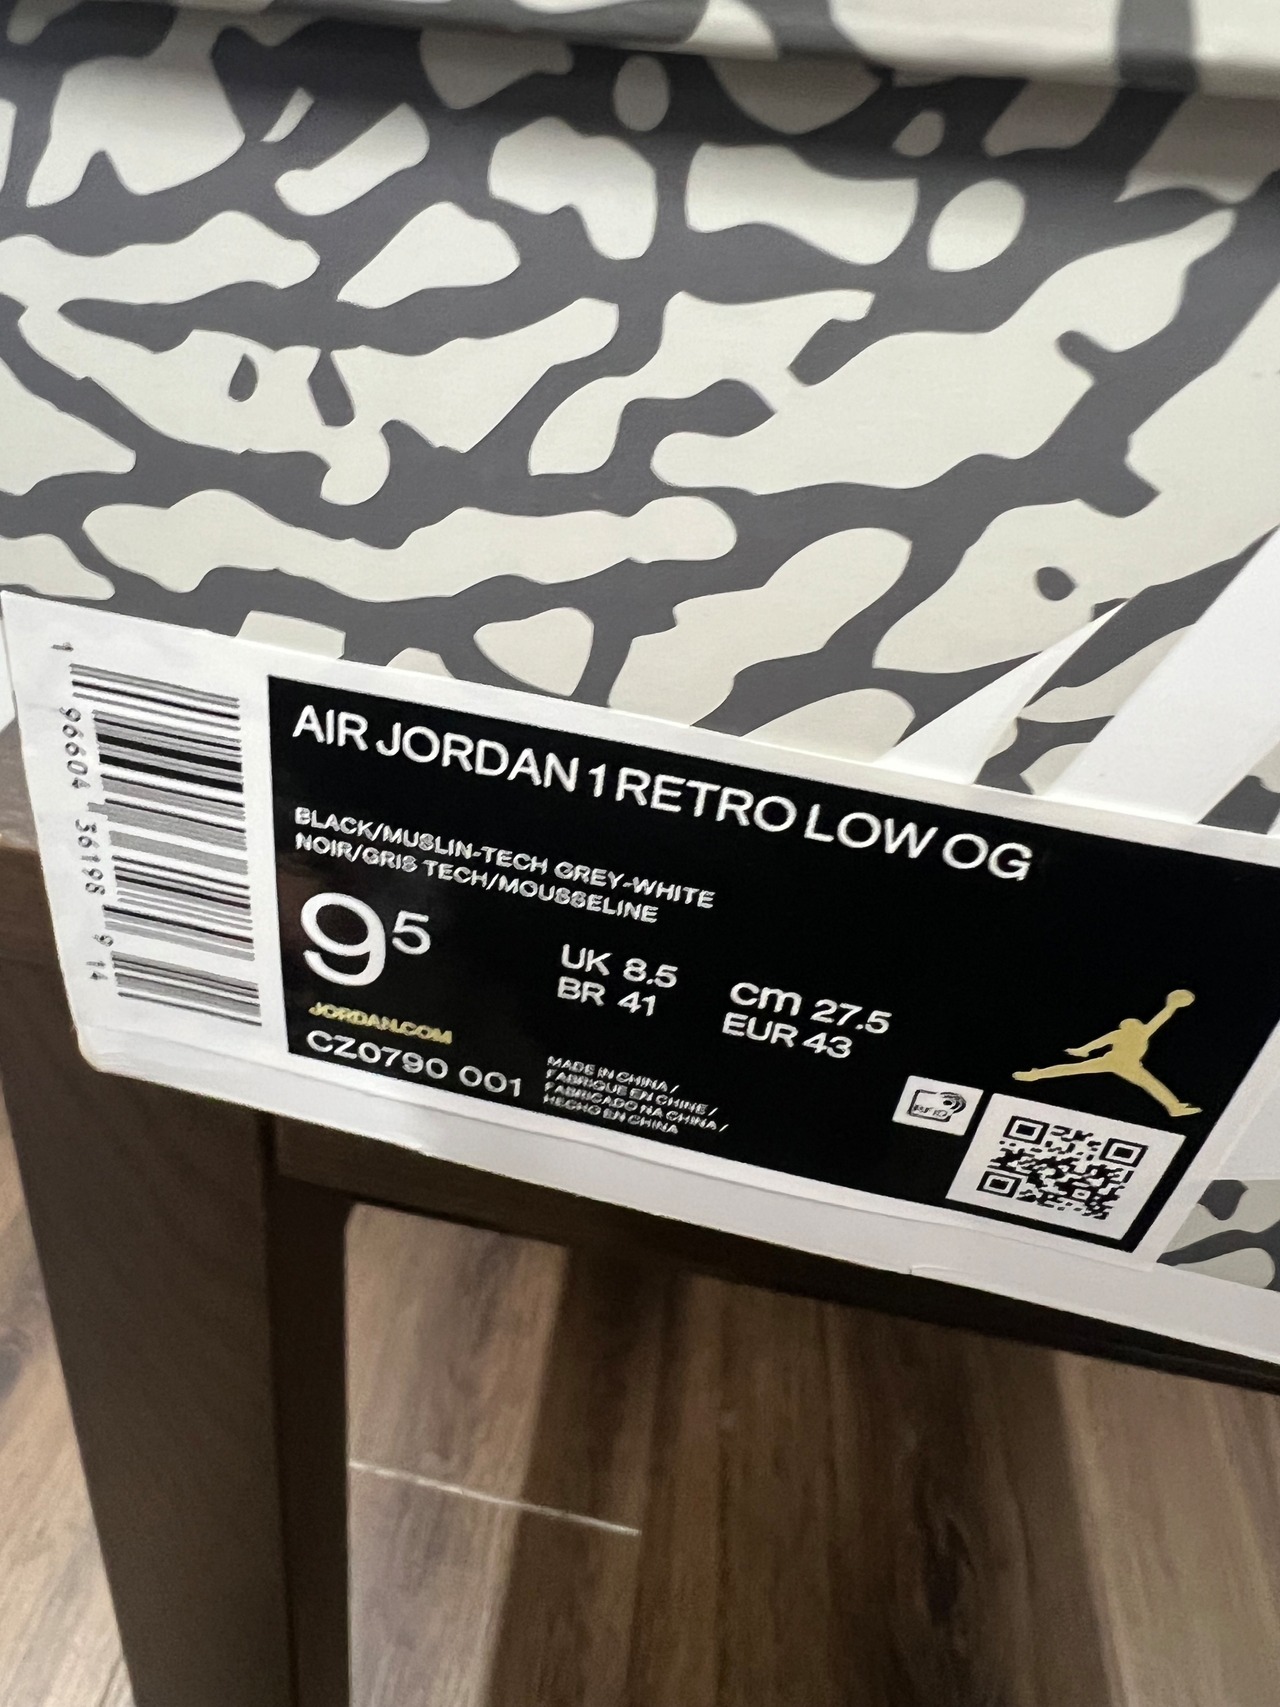 AIR JORDAN 1 RETRO LOW OG
BLACK/MUSLIN-TECH GREY-WHITE
NOIR/GRIS TECH/MOUSSELINE
9⁵
UK 8.5
BR 41
cm 27.5
EUR 43
JORDAN.COM
CZ0790 001
MADE IN CHINA /
FABRIQUE EN CHINE /
FABRICADO NA CHINA /
HECHO EN CHINA
RFID
1 96604 36198 9 14